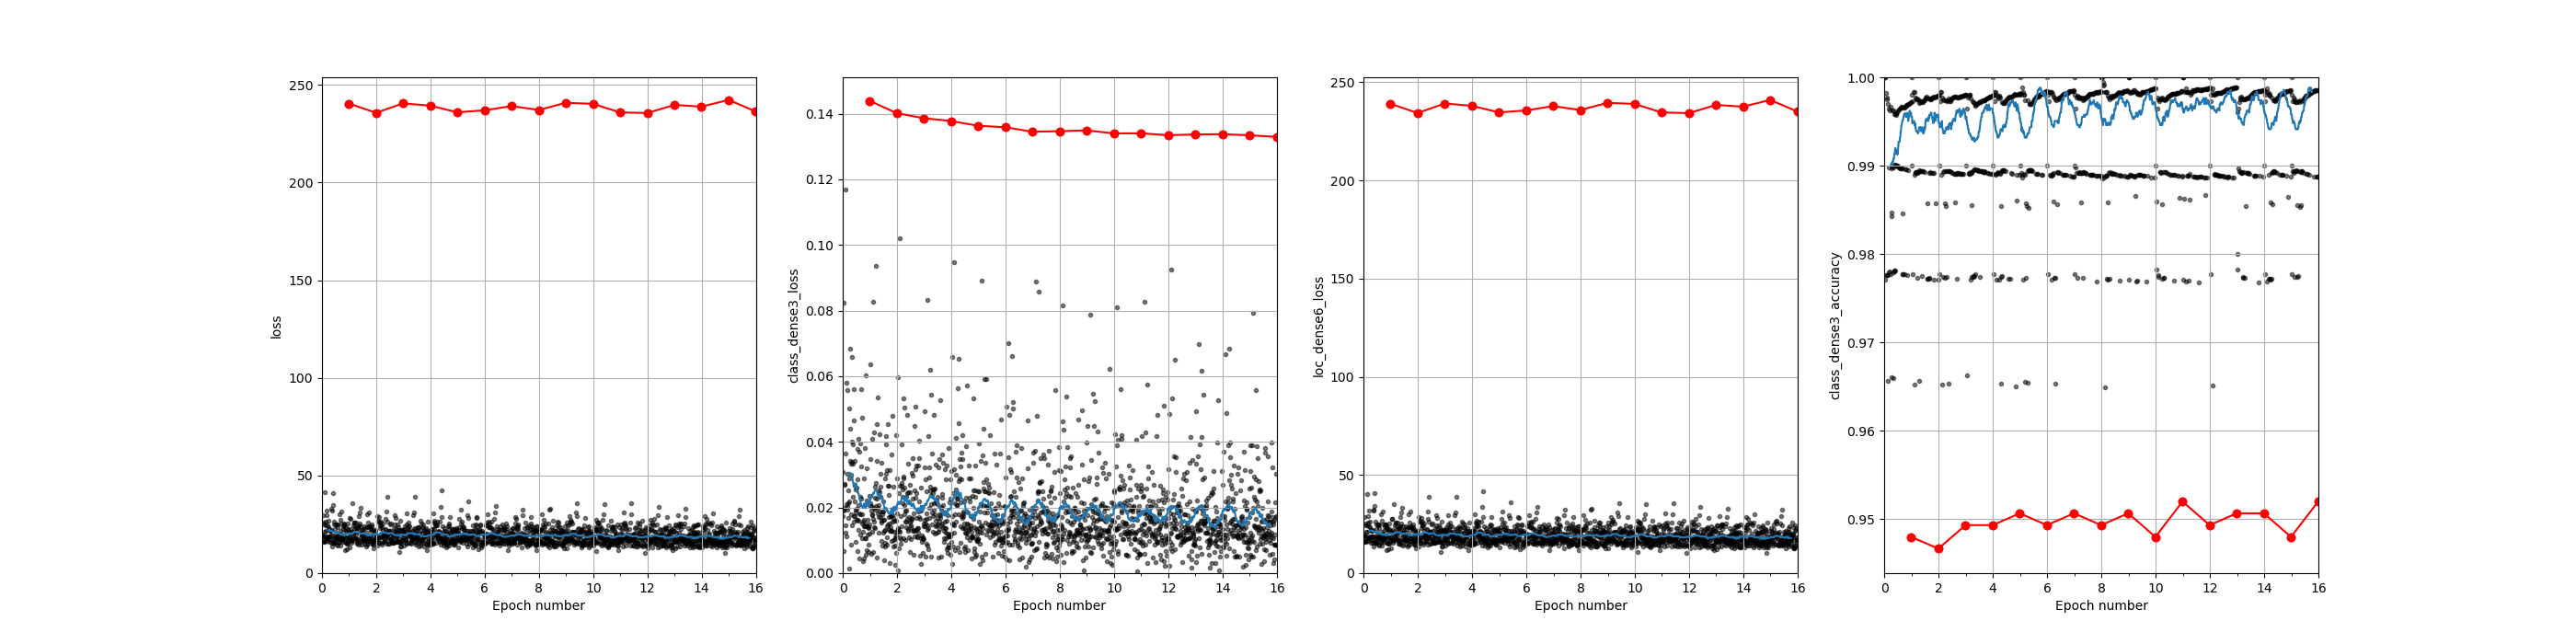 loss
250
200
150
100
50
0
0 2 4 6 8 10 12 14 16
Epoch number
class_dense3_loss
0.14
0.12
0.10
0.08
0.06
0.04
0.02
0.00
0 2 4 6 8 10 12 14 16
Epoch number
loc_dense6_loss
250
200
150
100
50
0
0 2 4 6 8 10 12 14 16
Epoch number
class_dense3_accuracy
1.00
0.99
0.98
0.97
0.96
0.95
0 2 4 6 8 10 12 14 16
Epoch number